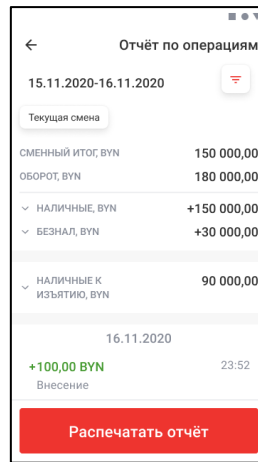 Отчёт по операциям
15.11.2020-16.11.2020
Текущая смена
СМЕННЫЙ ИТОГ, BYN 150 000,00
ОБОРОТ, BYN 180 000,00
НАЛИЧНЫЕ, BYN +150 000,00
БЕЗНАЛ, BYN +30 000,00
НАЛИЧНЫЕ К 90 000,00
ИЗЪЯТИЮ, BYN
16.11.2020
+100,00 BYN 23:52
Внесение
Распечатать отчёт